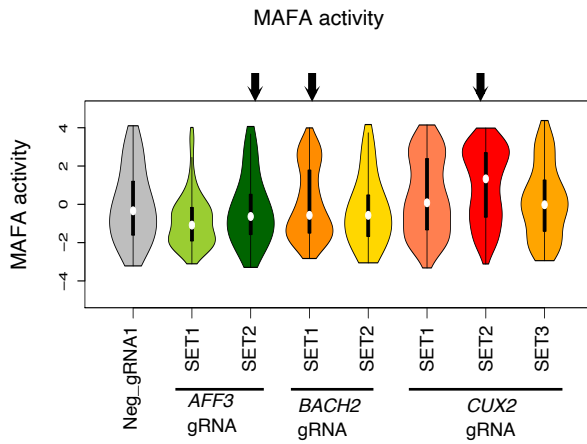 MAFA activity
MAFA activity
4
2
0
−2
−4
Neg_gRNA1
SET1
SET2
SET1
SET2
SET1
SET2
SET3
AFF3
BACH2
CUX2
gRNA
gRNA
gRNA